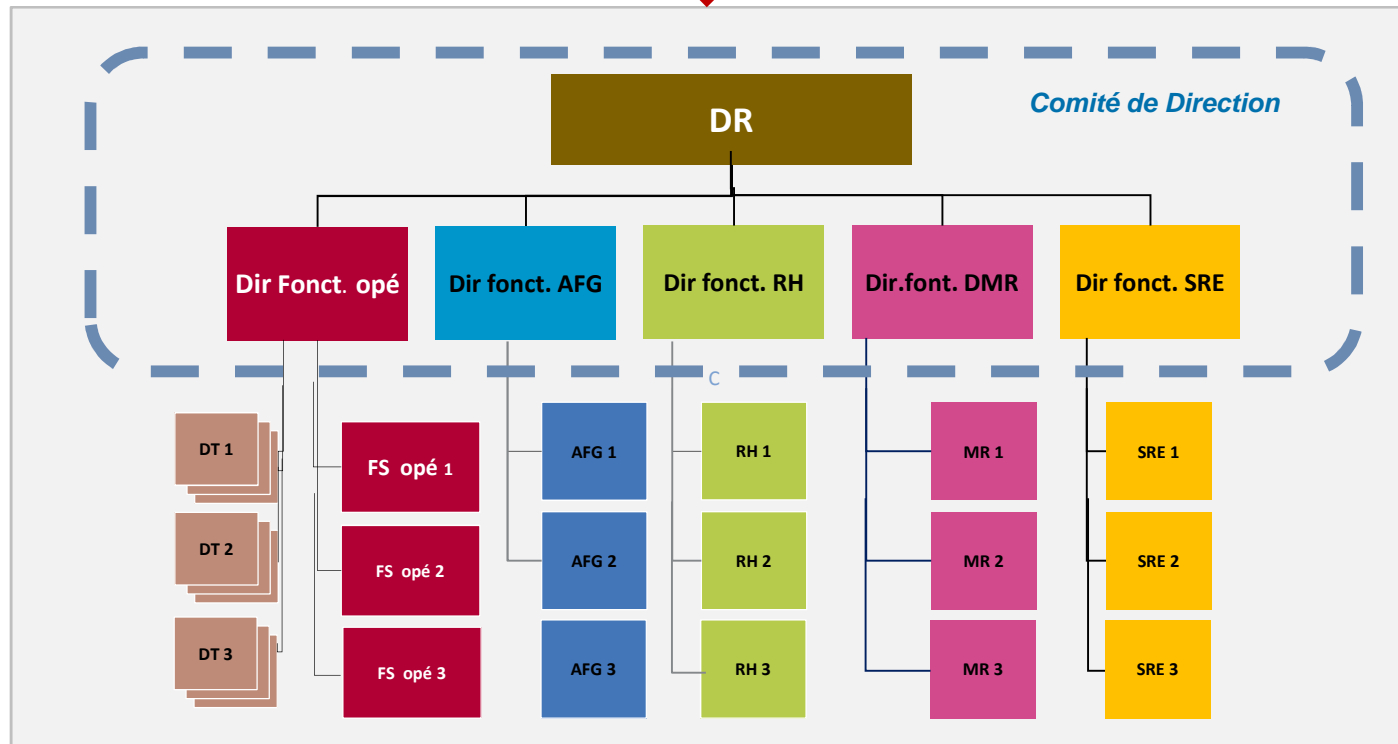 Comité de Direction
DR
Dir Fonct. opé
Dir fonct. AFG
Dir fonct. RH
Dir.font. DMR
Dir fonct. SRE
C
DT 1
FS opé 1
AFG 1
RH 1
MR 1
SRE 1
DT 2
FS opé 2
AFG 2
RH 2
MR 2
SRE 2
DT 3
FS opé 3
AFG 3
RH 3
MR 3
SRE 3